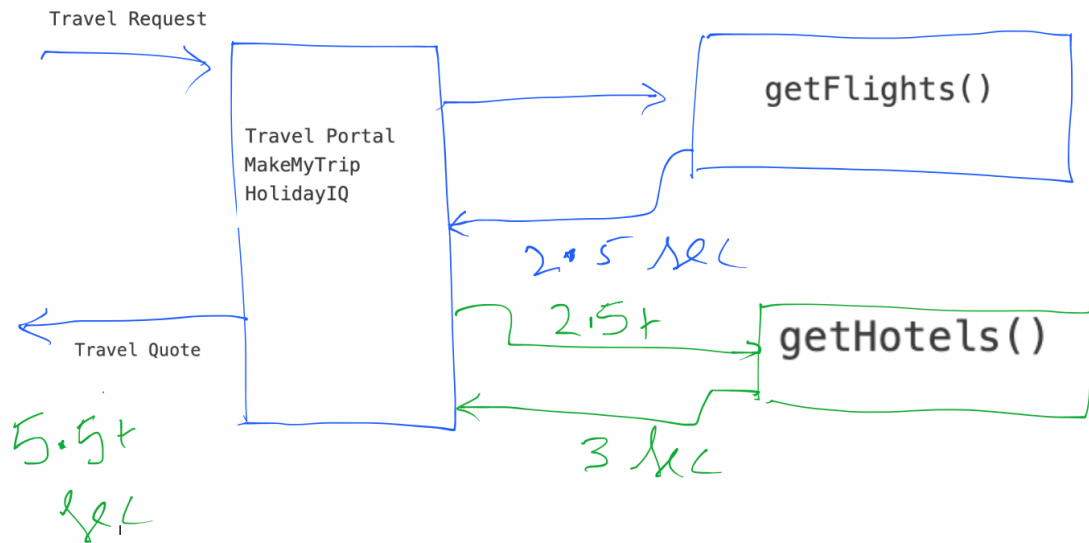 Travel Request
getFlights()
Travel Portal
MakeMyTrip
HolidayIQ
2.5 sec
2.5+
getHotels()
Travel Quote
3 sec
5.5+
sec